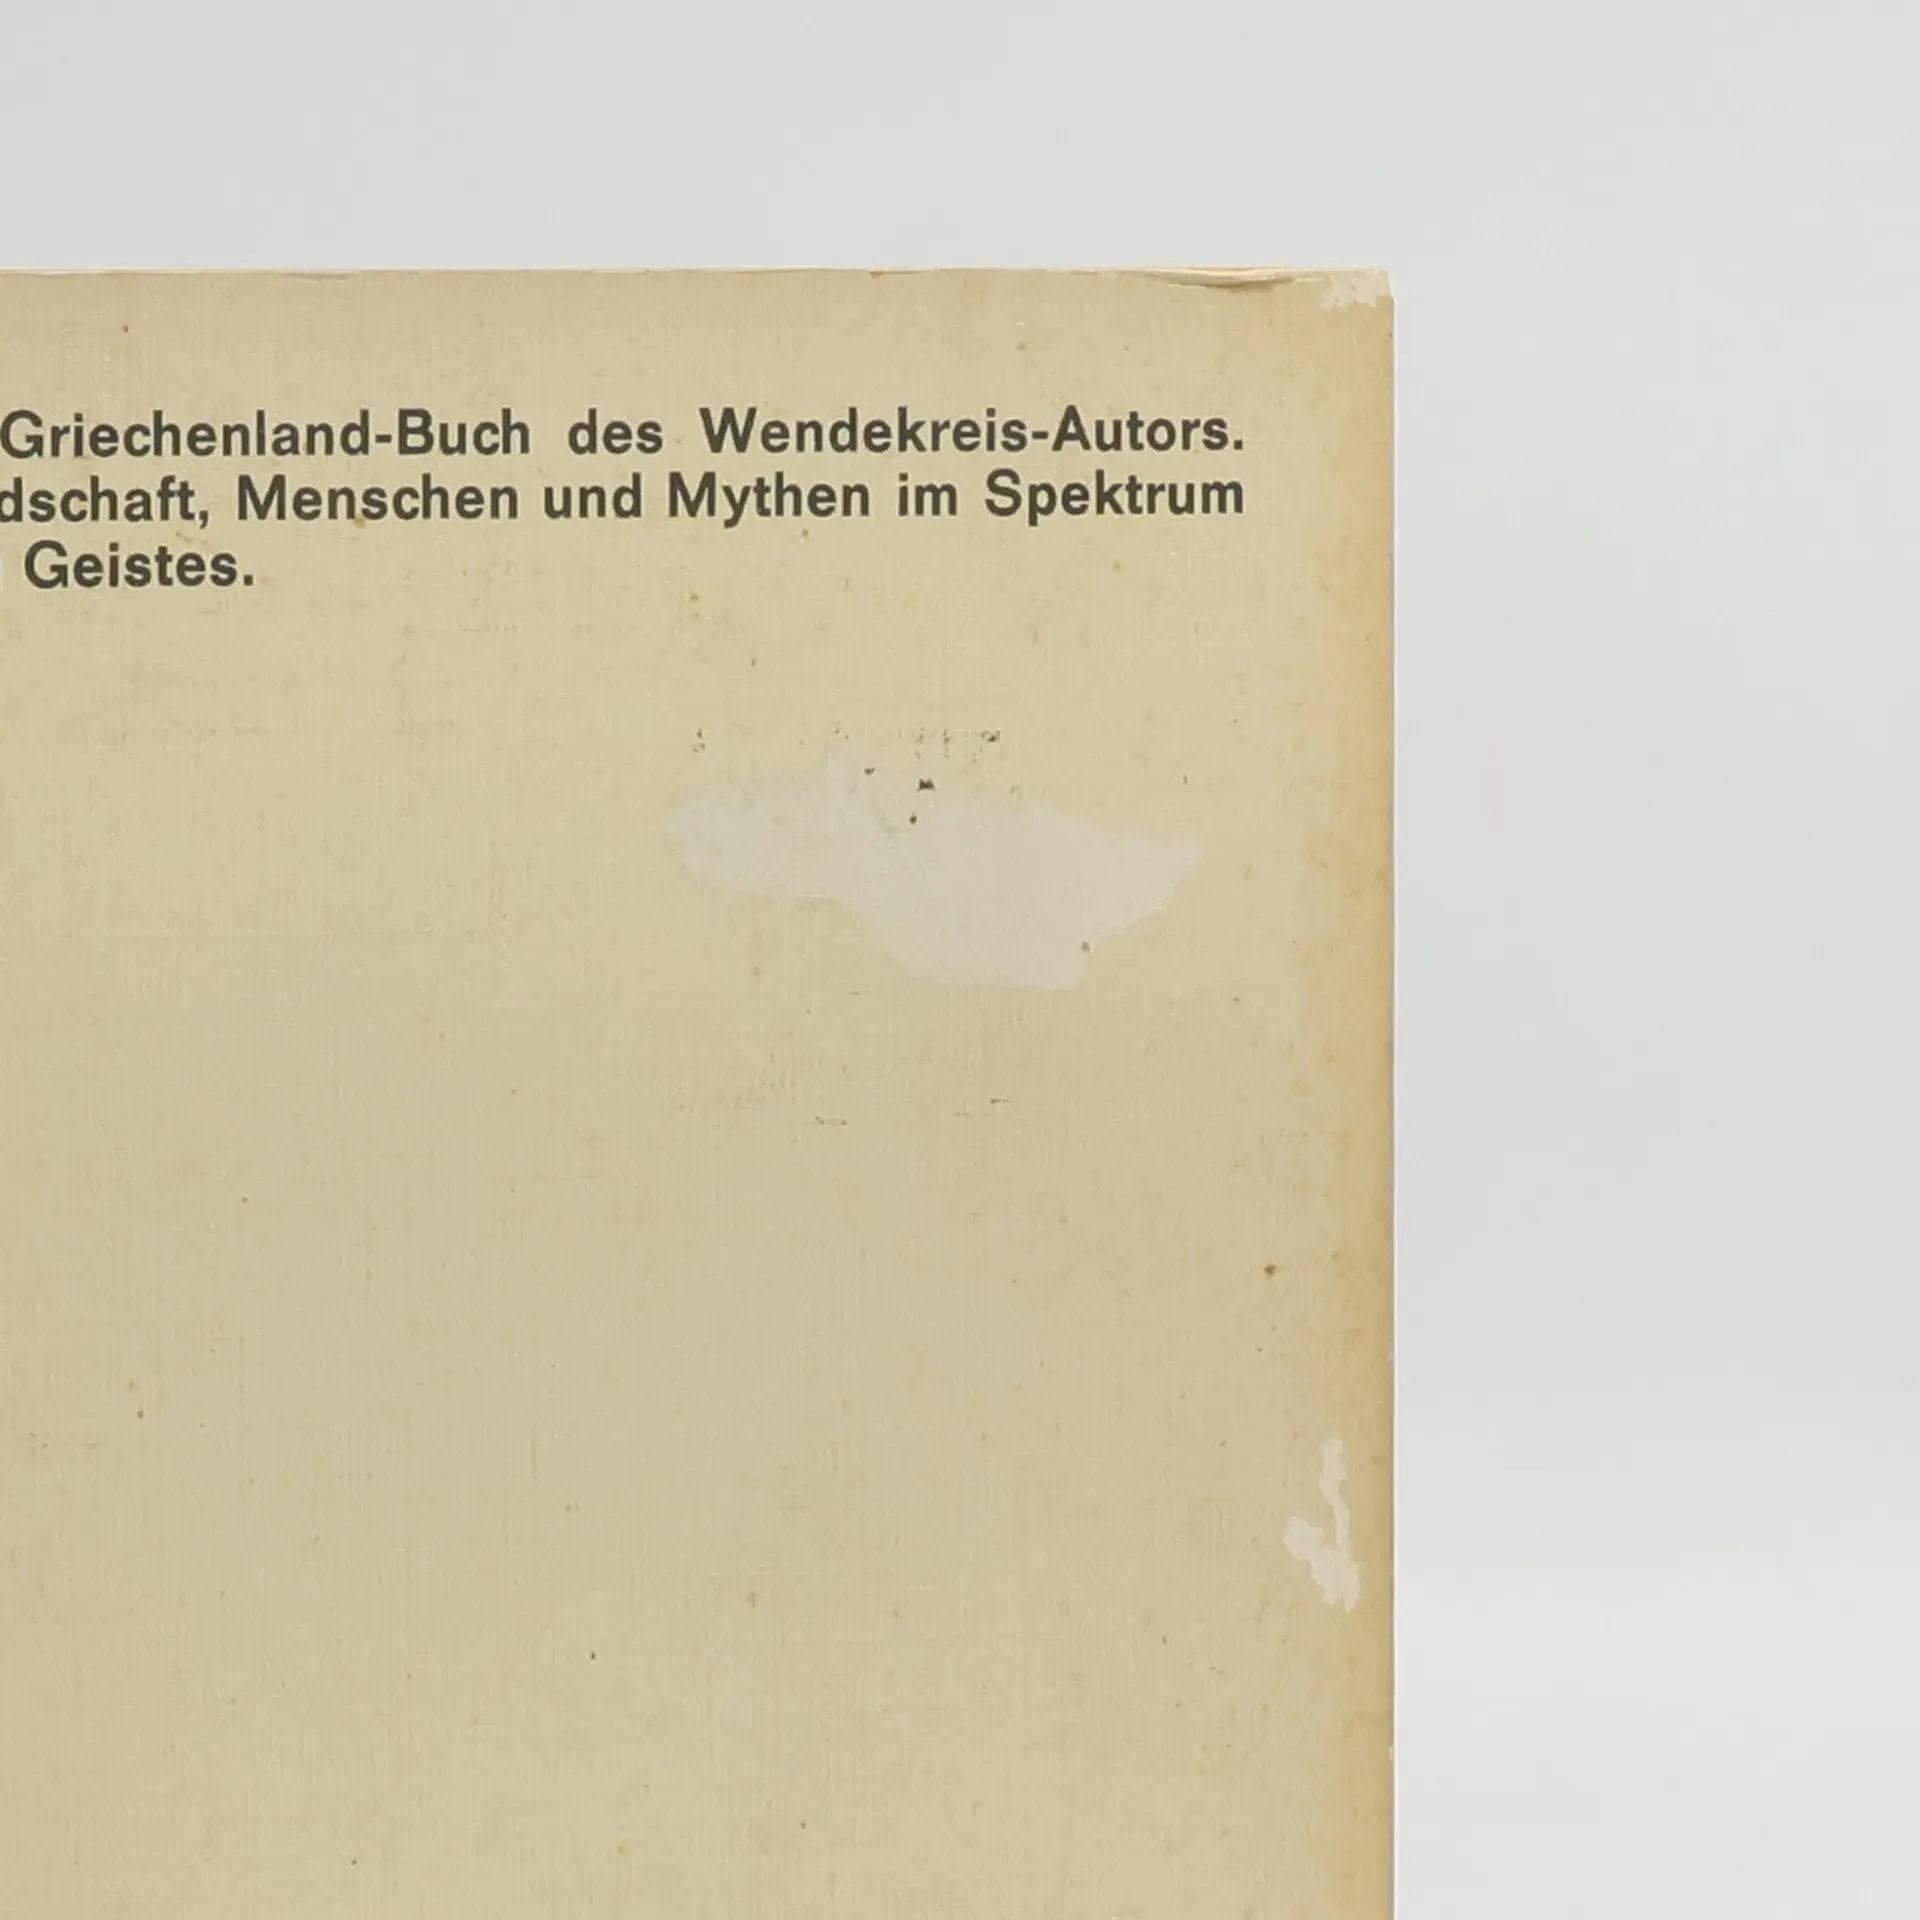 Griechenland-Buch des Wendekreis-Autors.
dschaft, Menschen und Mythen im Spektrum
Geistes.